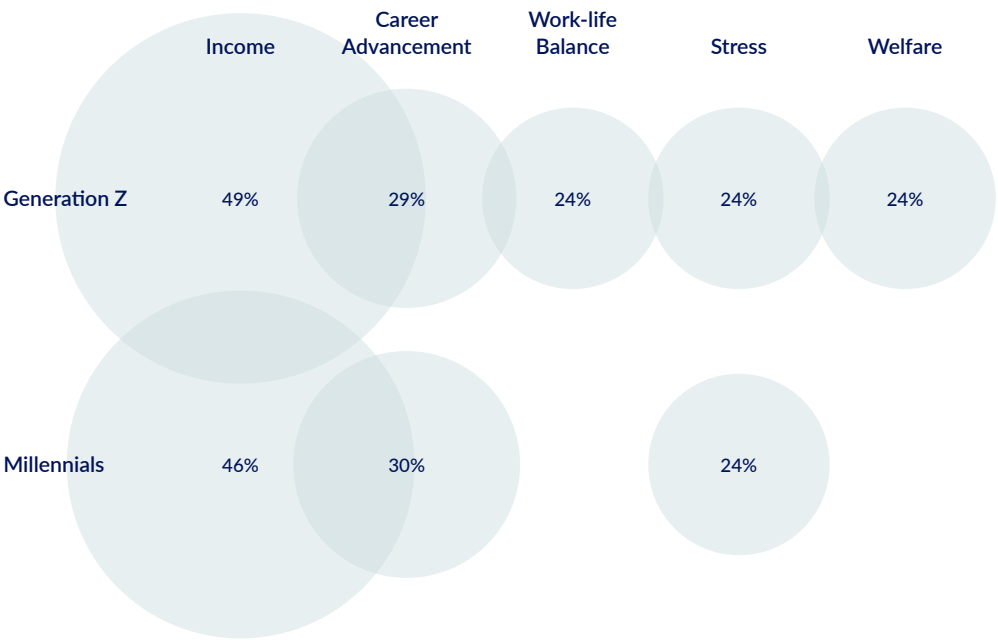 Income
Career
Advancement
Work-life
Balance
Stress
Welfare
Generation Z
49%
29%
24%
24%
24%
Millennials
46%
30%
24%